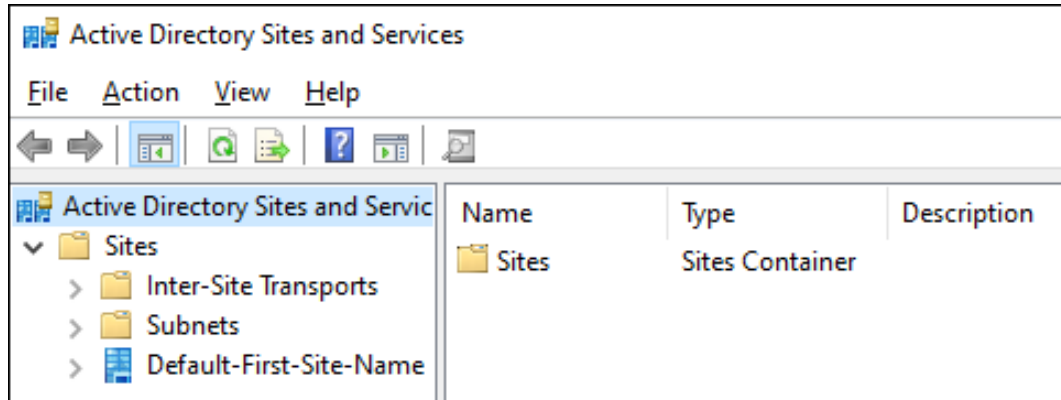 Active Directory Sites and Services
File Action View Help
Active Directory Sites and Servic
Name Type Description
Sites
Sites Sites Container
Inter-Site Transports
Subnets
Default-First-Site-Name